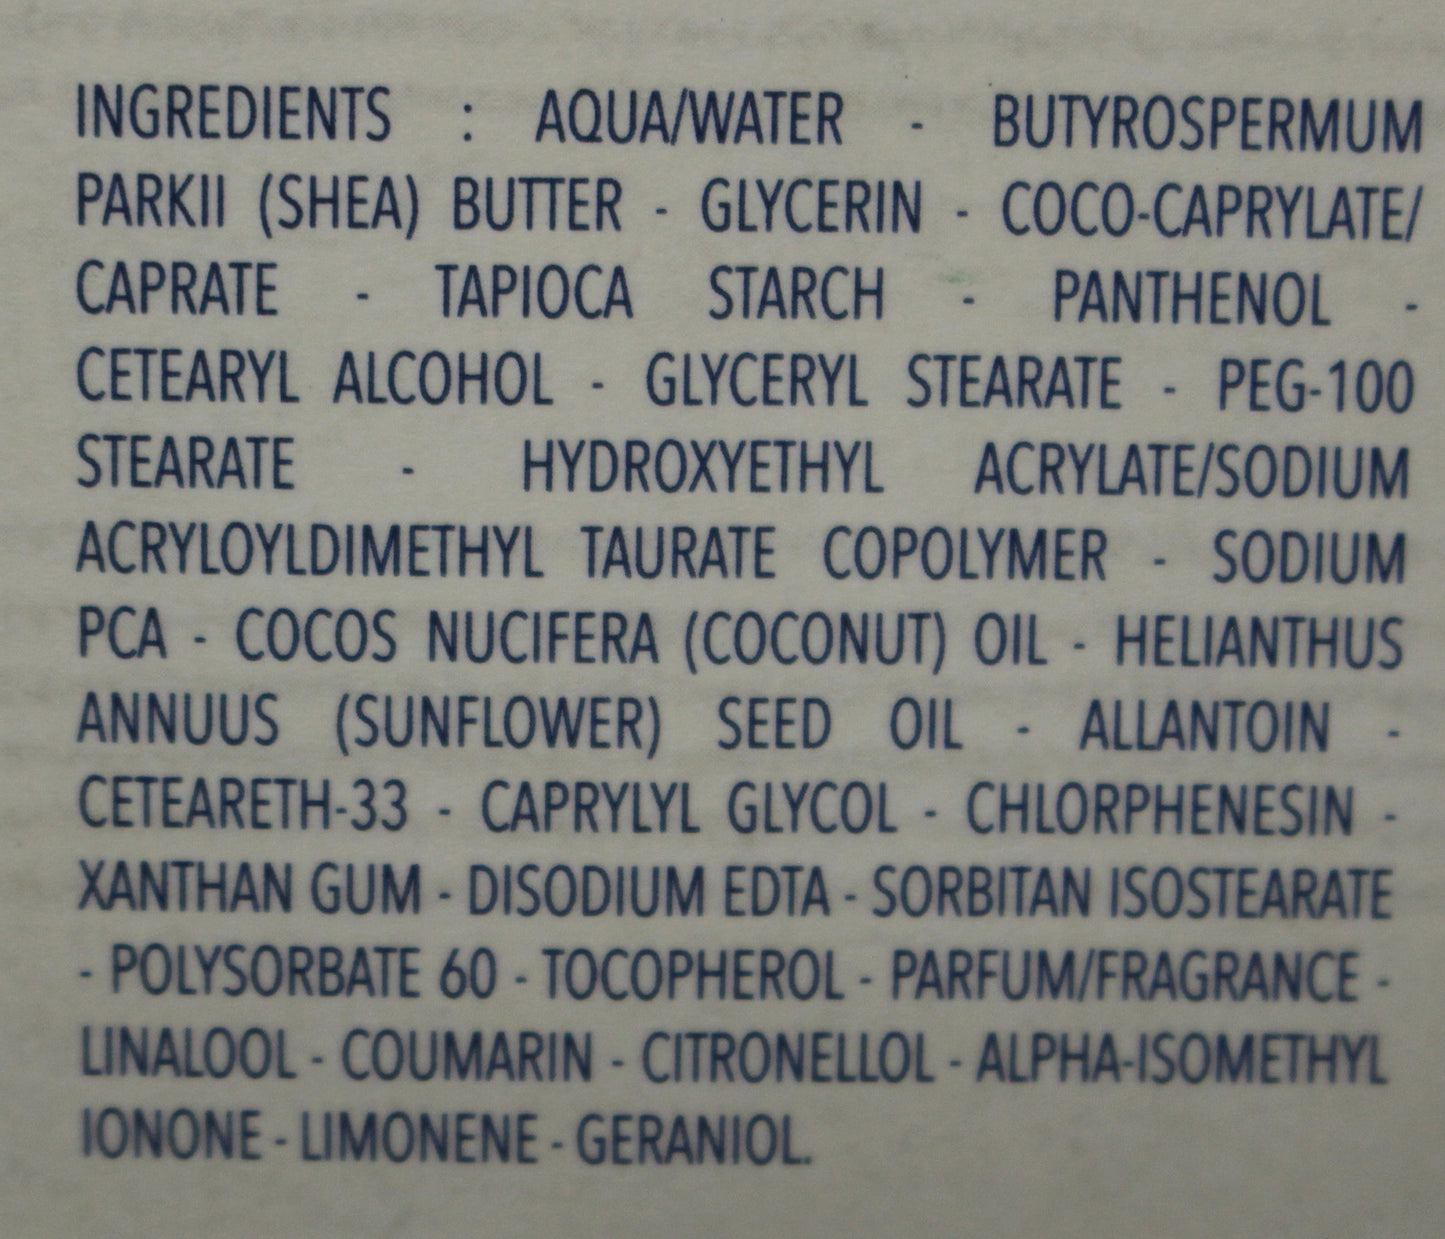 INGREDIENTS : AQUA/WATER - BUTYROSPERMUM
PARKII (SHEA) BUTTER - GLYCERIN - COCO-CAPRYLATE/
CAPRATE - TAPIOCA STARCH - PANTHENOL -
CETEARYL ALCOHOL - GLYCERYL STEARATE - PEG-100
STEARATE - HYDROXYETHYL ACRYLATE/SODIUM
ACRYLOYLDIMETHYL TAURATE COPOLYMER - SODIUM
PCA - COCOS NUCIFERA (COCONUT) OIL - HELIANTHUS
ANNUUS (SUNFLOWER) SEED OIL - ALLANTOIN -
CETEARETH-33 - CAPRYLYL GLYCOL - CHLORPHENESIN -
XANTHAN GUM - DISODIUM EDTA - SORBITAN ISOSTEARATE
- POLYSORBATE 60 - TOCOPHEROL - PARFUM/FRAGRANCE -
LINALOOL - COUMARIN - CITRONELLOL - ALPHA-ISOMETHYL
IONONE - LIMONENE - GERANIOL.